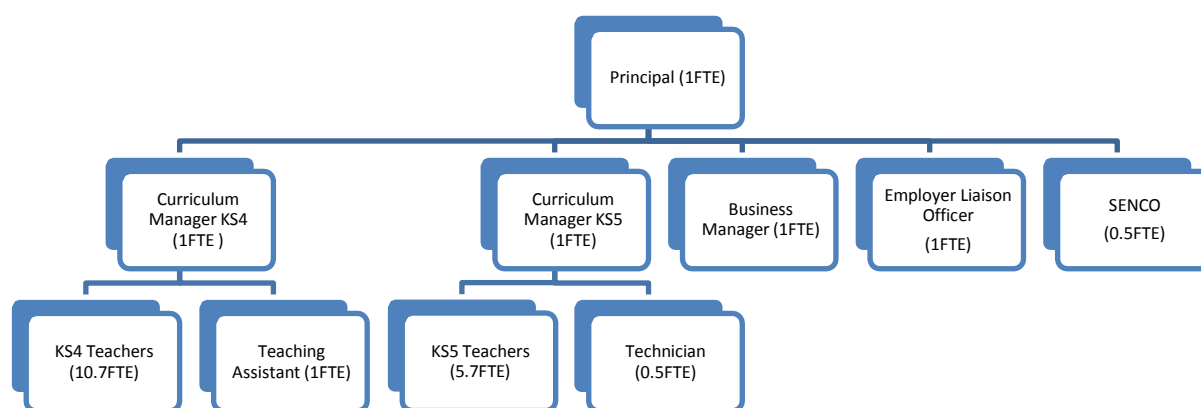 Principal (1FTE)
Curriculum
Manager KS4
(1FTE )
Curriculum
Manager KS5
(1FTE)
Business
Manager (1FTE)
Employer Liaison
Officer
(1FTE)
SENCO
(0.5FTE)
KS4 Teachers
(10.7FTE)
Teaching
Assistant (1FTE)
KS5 Teachers
(5.7FTE)
Technician
(0.5FTE)